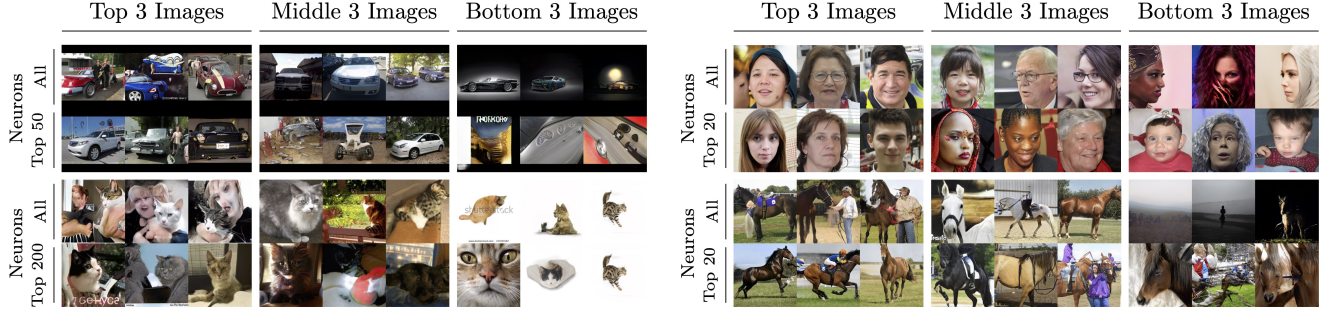 Top 3 Images Middle 3 Images Bottom 3 Images
Neurons
All
Top 50
Neurons
All
Top 200
shutterstock
Top 3 Images Middle 3 Images Bottom 3 Images
Neurons
All
Top 20
Neurons
All
Top 20